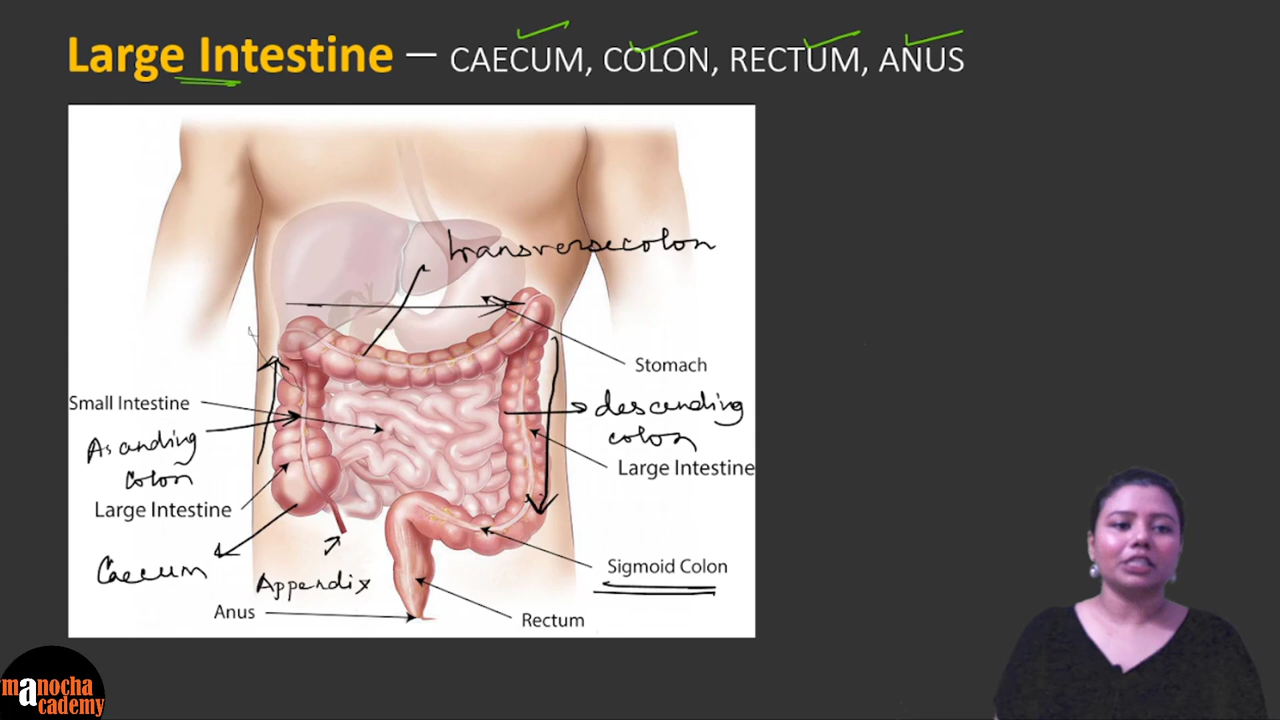 Large Intestine — CAECUM, COLON, RECTUM, ANUS
transversecolon
Stomach
Small Intestine
descending
colon
Asanding
colon
Large Intestine
Large Intestine
Caecum
Appendix
Sigmoid Colon
Anus
Rectum
manocha
academy